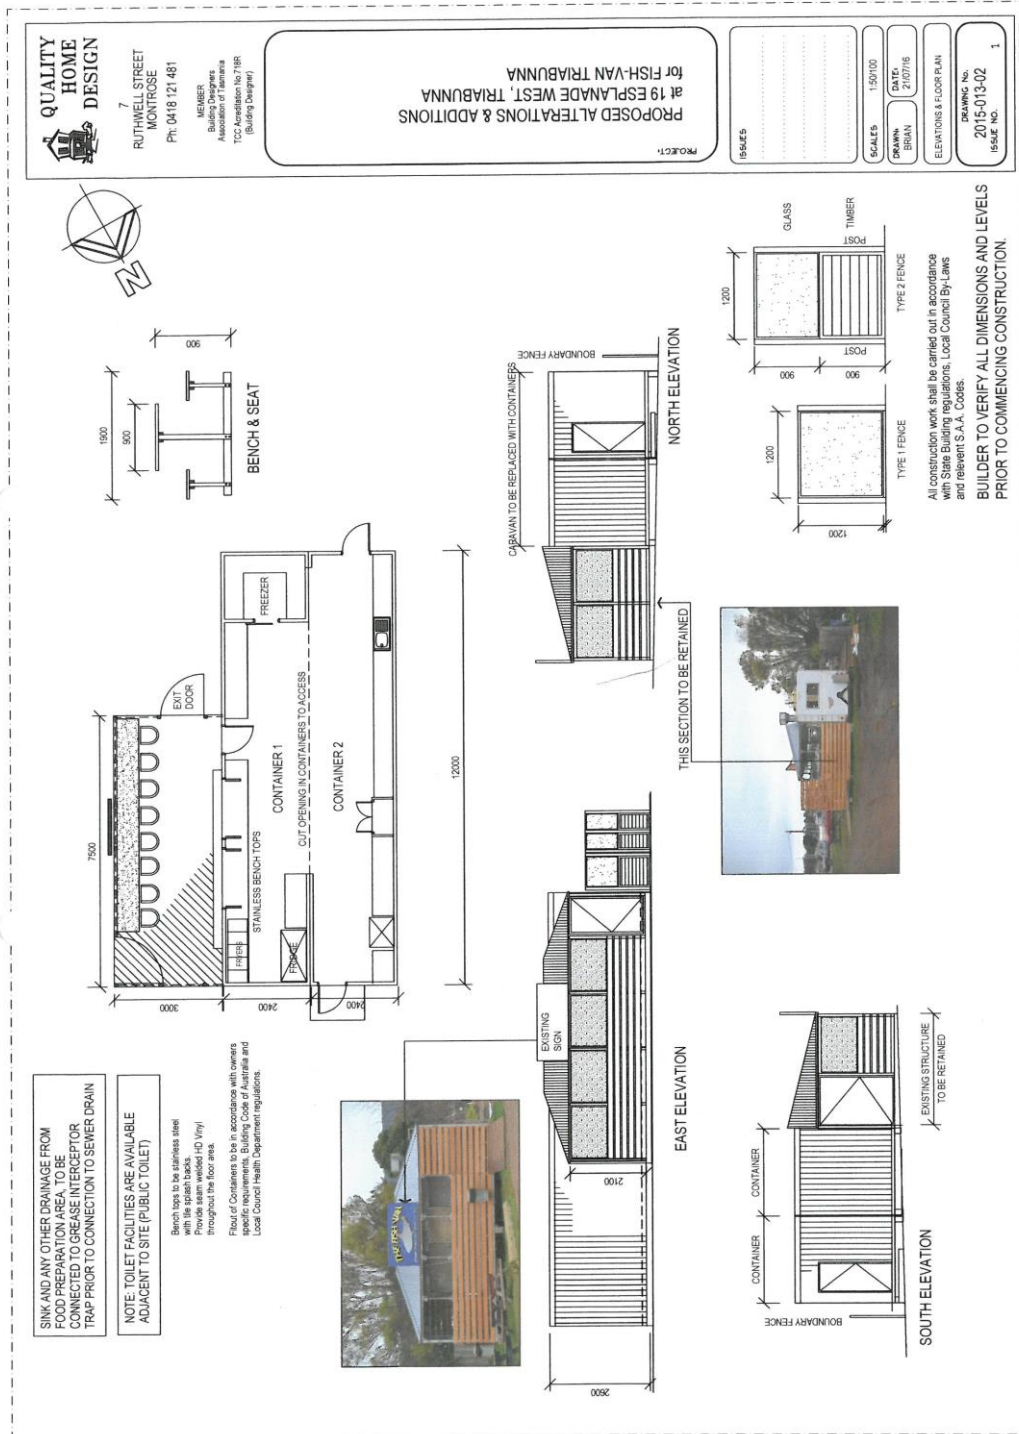 QUALITY
HOME
DESIGN
7
RUTHWELL STREET
MONTROSE
Ph: 0418 121 481
MEMBER
Building Designers
Association of Tasmania
TCC Accreditation No.718R
(Building Designer)
PROJECT:
PROPOSED ALTERATIONS & ADDITIONS
at 19 ESPLANADE WEST, TRIABUNNA
for FISH-VAN TRIABUNNA
ISSUES
SCALES 1:50/100
DRAWN: BRIAN
DATE: 21/07/16
ELEVATIONS & FLOOR PLAN
DRAWING No.
2015-013-02
ISSUE NO. 1
SINK AND ANY OTHER DRAINAGE FROM
FOOD PREPARATION AREA, TO BE
CONNECTED TO GREASE INTERCEPTOR
TRAP PRIOR TO CONNECTION TO SEWER DRAIN
NOTE: TOILET FACILITIES ARE AVAILABLE
ADJACENT TO SITE (PUBLIC TOILET)
Bench tops to be stainless steel
with tile splash backs.
Provide seam welded HD Vinyl
throughout the floor area.
Fitout of Containers to be in accordance with owners
specific requirements, Building Code of Australia and
Local Council Health Department regulations.
7500
3000
2400
2400
12000
EXIT
DOOR
FRYERS
STAINLESS BENCH TOPS
CONTAINER 1
FREEZER
CUT OPENING IN CONTAINERS TO ACCESS
FRIDGE
CONTAINER 2
1900
900
900
BENCH & SEAT
N
THE FISH VAN
EXISTING
SIGN
2100
2600
EAST ELEVATION
CARAVAN TO BE REPLACED WITH CONTAINERS
BOUNDARY FENCE
NORTH ELEVATION
THIS SECTION TO BE RETAINED
BOUNDARY FENCE
CONTAINER
CONTAINER
EXISTING STRUCTURE
TO BE RETAINED
SOUTH ELEVATION
1200
1200
TYPE 1 FENCE
1200
900
900
GLASS
TIMBER
POST
POST
TYPE 2 FENCE
All construction work shall be carried out in accordance
with State Building regulations, Local Council By-Laws
and relevent S.A.A. Codes.
BUILDER TO VERIFY ALL DIMENSIONS AND LEVELS
PRIOR TO COMMENCING CONSTRUCTION.